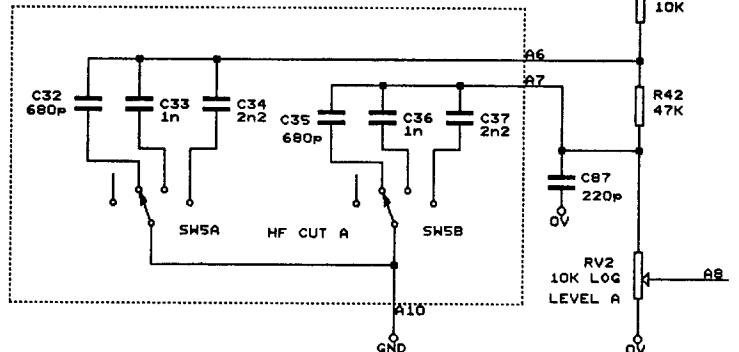 10K
A6
A7
C32
680p
C33
1n
C34
2n2
C35
680p
C36
1n
C37
2n2
R42
47K
C87
220p
0V
SW5A
HF CUT A
SW5B
RV2
10K LOG
LEVEL A
A8
A10
GND
0V